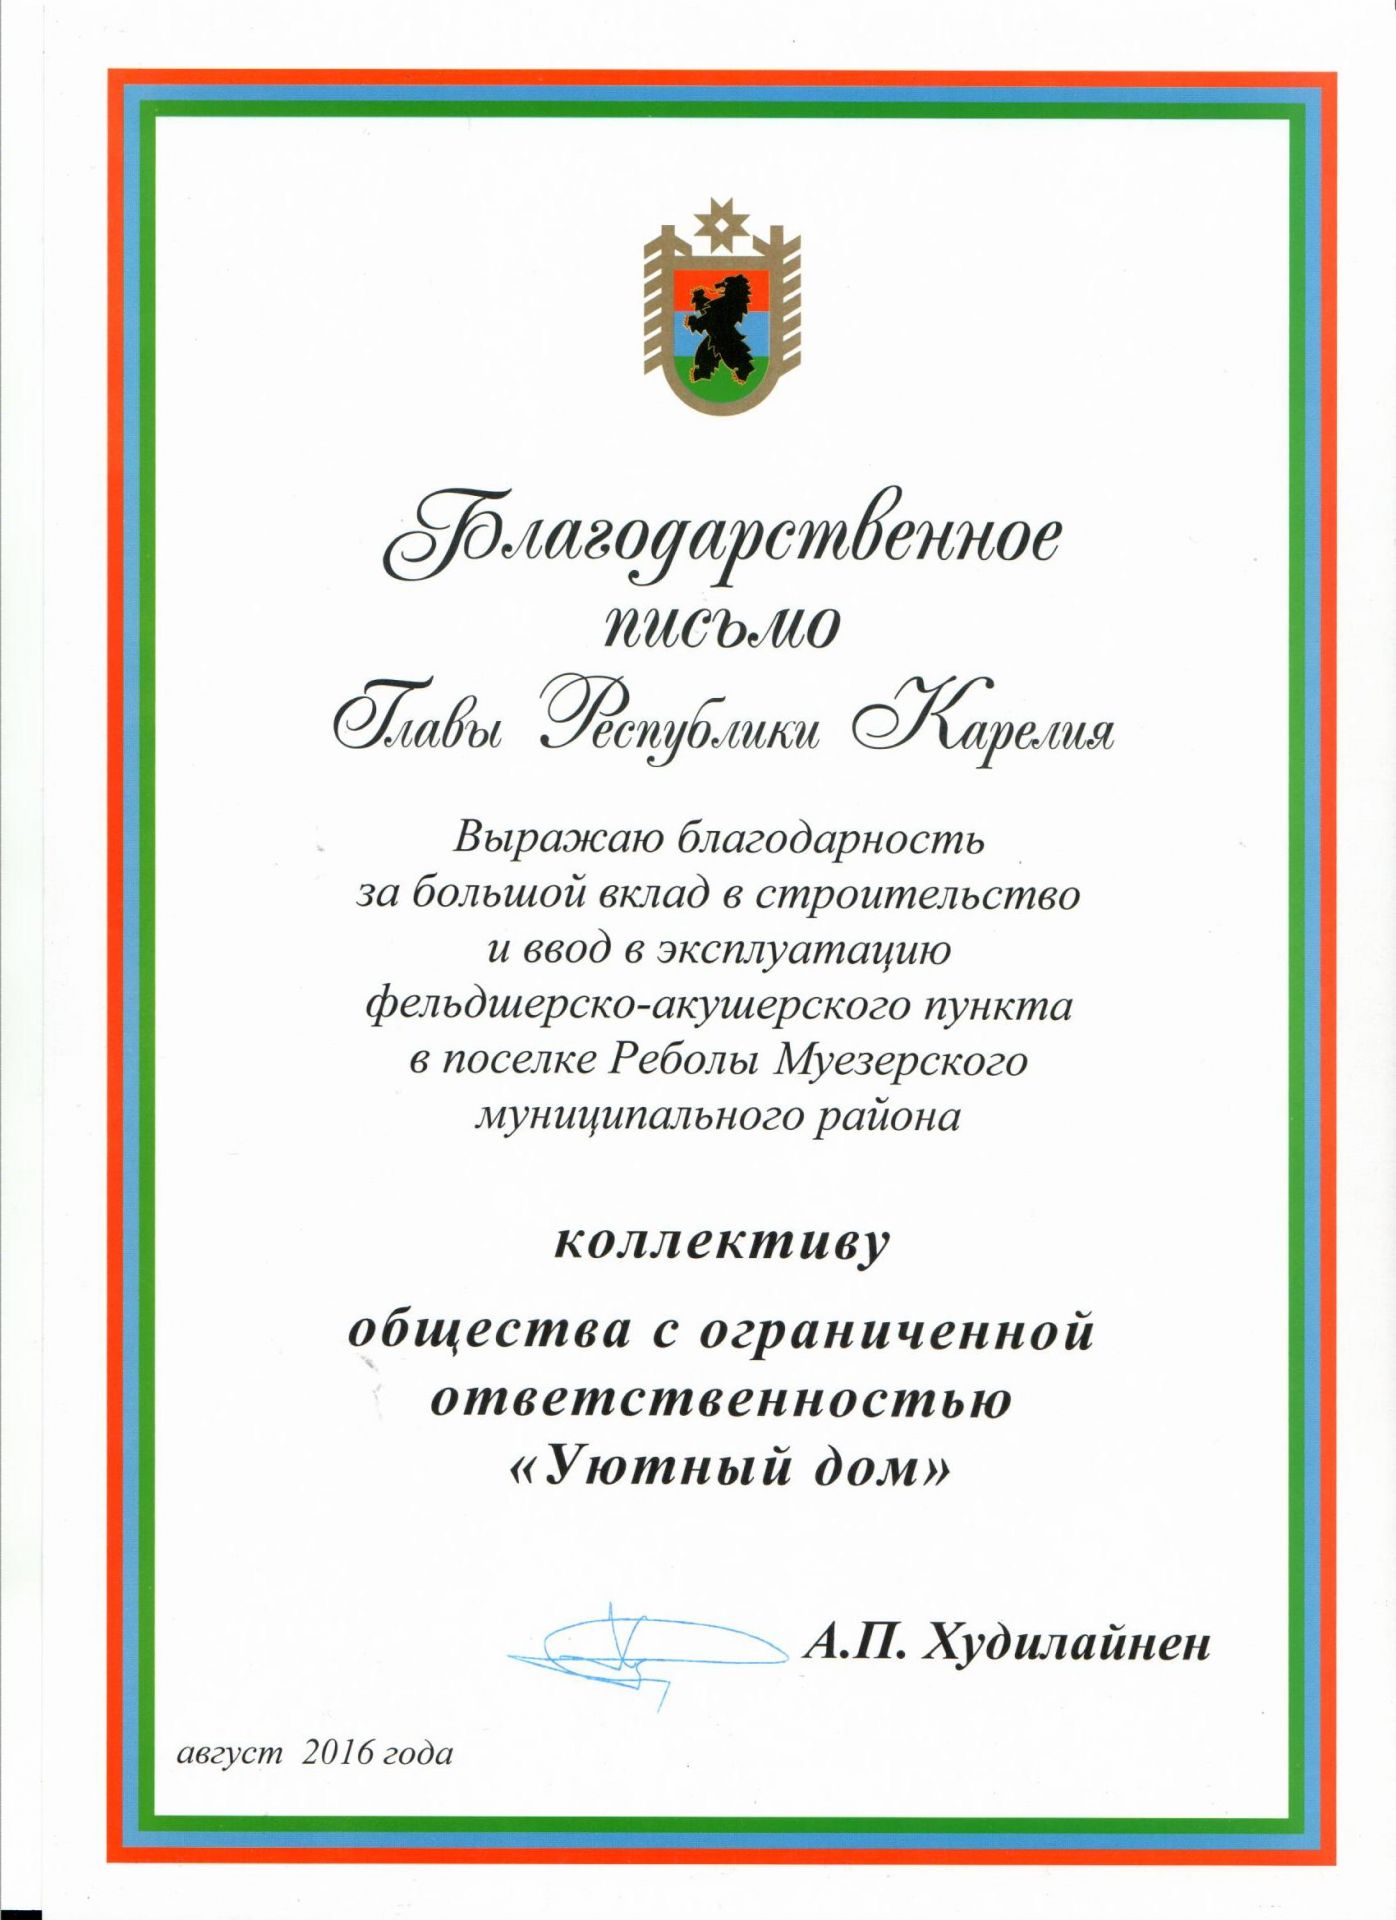 Благодарственное
письмо
Главы Республики Карелия
Выражаю благодарность
за большой вклад в строительство
и ввод в эксплуатацию
фельдшерско-акушерского пункта
в поселке Реболы Муезерского
муниципального района
коллективу
общества с ограниченной
ответственностью
«Уютный дом»
А.П. Худилайнен
август 2016 года